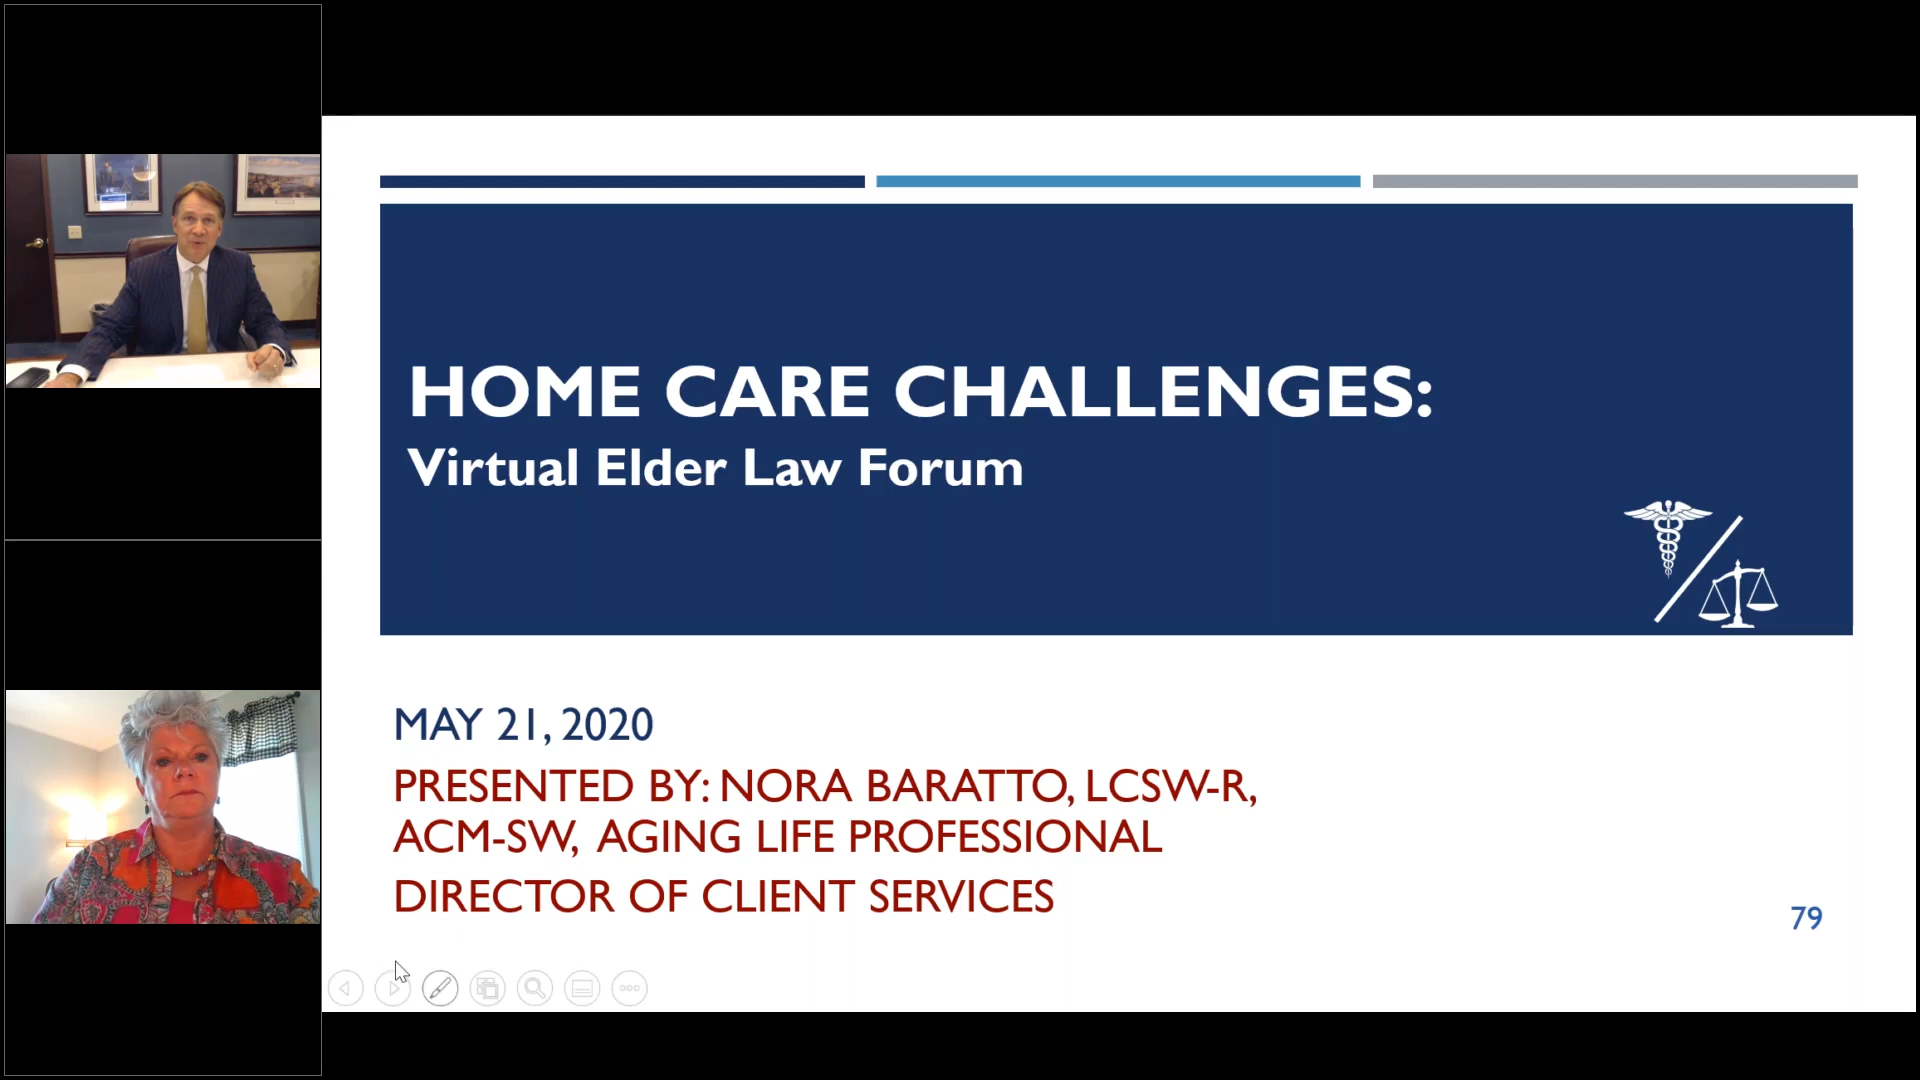 HOME CARE CHALLENGES:
Virtual Elder Law Forum
MAY 21, 2020
PRESENTED BY: NORA BARATTO, LCSW-R,
ACM-SW, AGING LIFE PROFESSIONAL
DIRECTOR OF CLIENT SERVICES
79